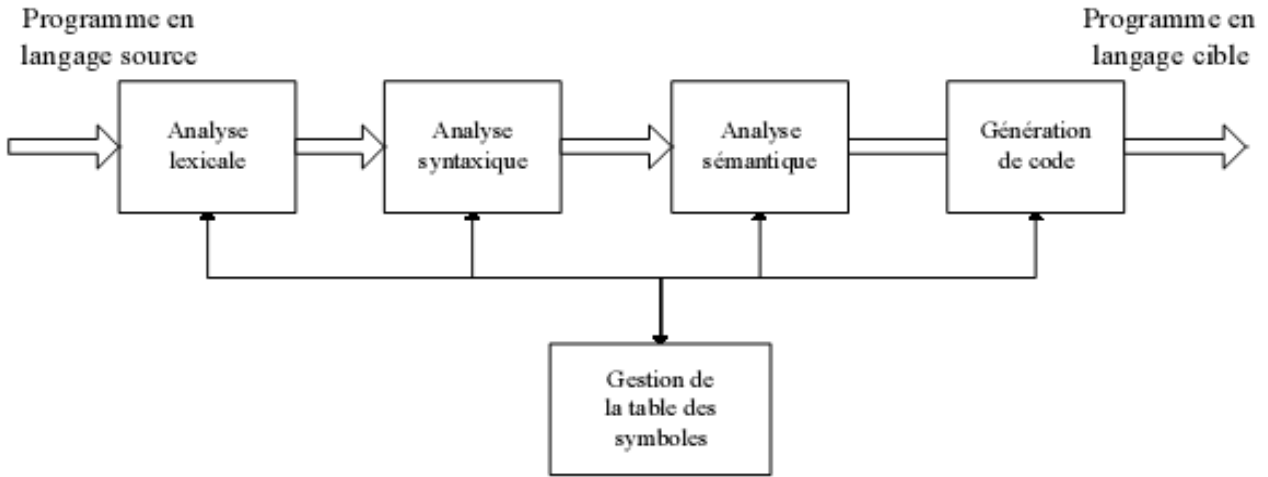 Programme en
langage source
Programme en
langage cible
Analyse
lexicale
Analyse
syntaxique
Analyse
sémantique
Génération
de code
Gestion de
la table des
symboles